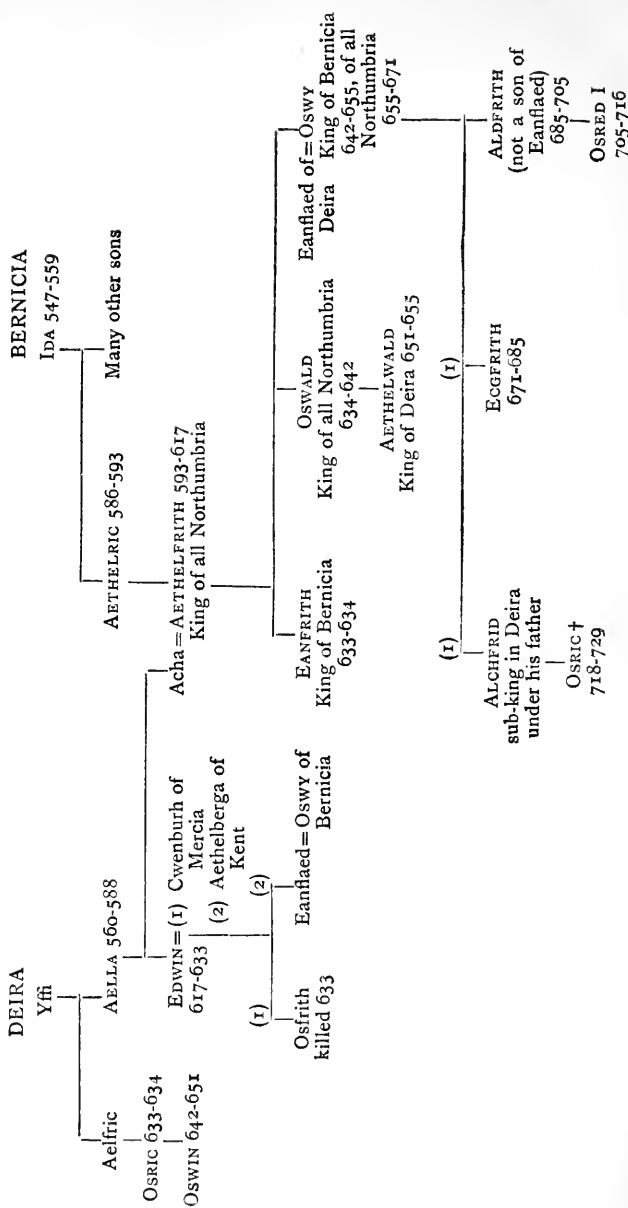 DEIRA
Yffi
Aelfric
AELLA 560-588
OSRIC 633-634
OSWIN 642-651
EDWIN = (1) Cwenburh of
617-633 Mercia
(2) Aethelberga of
Kent
(1)
(2)
Osfrith
killed 633
Eanflaed = OSWY of
Bernicia
BERNICIA
IDA 547-559
AETHELRIC 586-593
Many other sons
Acha = AETHELFRITH 593-617
King of all Northumbria
EANFRITH
King of Bernicia
633-634
OSWALD
King of all Northumbria
634-642
AETHELWALD
King of Deira 651-655
Eanflaed of = OSWY
Deira King of Bernicia
642-655, of all
Northumbria
655-671
(1)
(1)
ALCHFRID
sub-king in Deira
under his father
OSRIC †
718-729
ECGFRITH
671-685
ALDFRITH
(not a son of
Eanflaed)
685-705
OSRED I
705-716